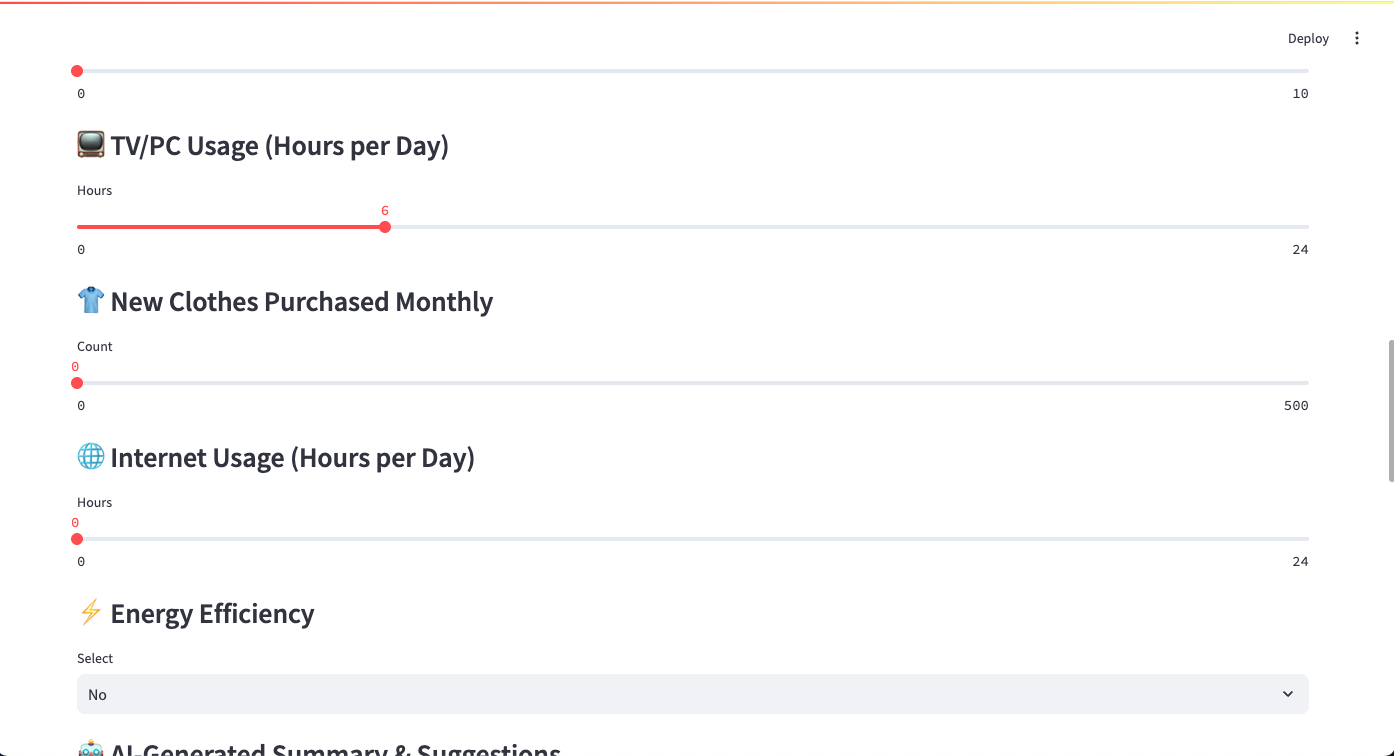 Deploy
0 10
TV/PC Usage (Hours per Day)
Hours
6
0 24
New Clothes Purchased Monthly
Count
0
0 500
Internet Usage (Hours per Day)
Hours
0
0 24
Energy Efficiency
Select
No
AI-Generated Summary & Suggestions